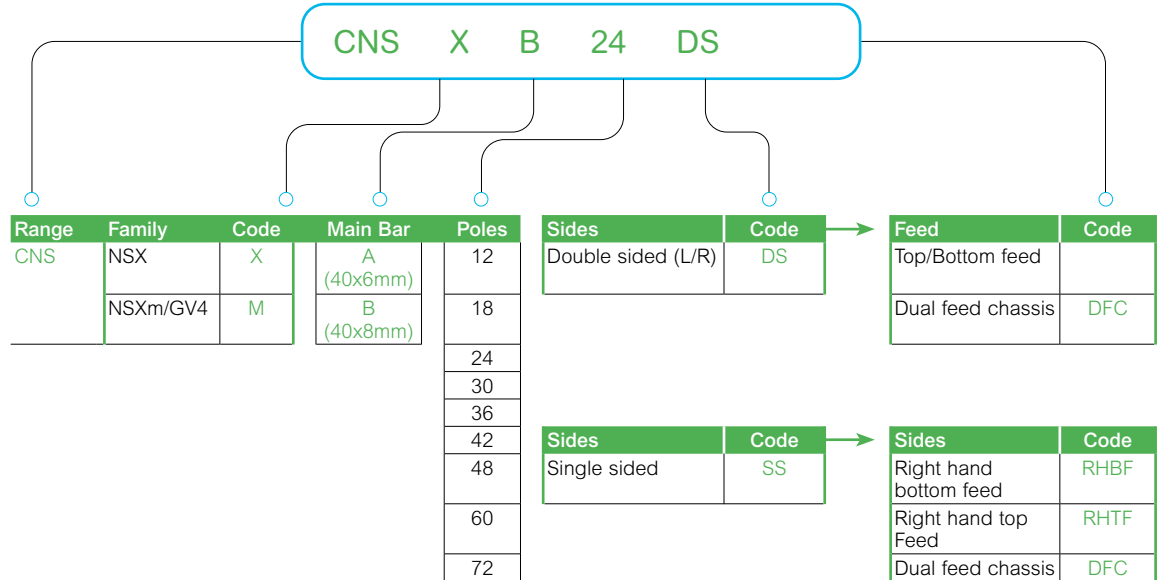 CNS X B 24 DS
Range Family Code Main Bar Poles Sides Code Feed Code
CNS NSX X A 12 Double sided (L/R) DS Top/Bottom feed
(40x6mm)
NSXm/GV4 M B 18 Dual feed chassis DFC
(40x8mm)
24
30
36
42 Sides Code Sides Code
48 Single sided SS Right hand RHBF
bottom feed
60 Right hand top RHTF
Feed
72 Dual feed chassis DFC